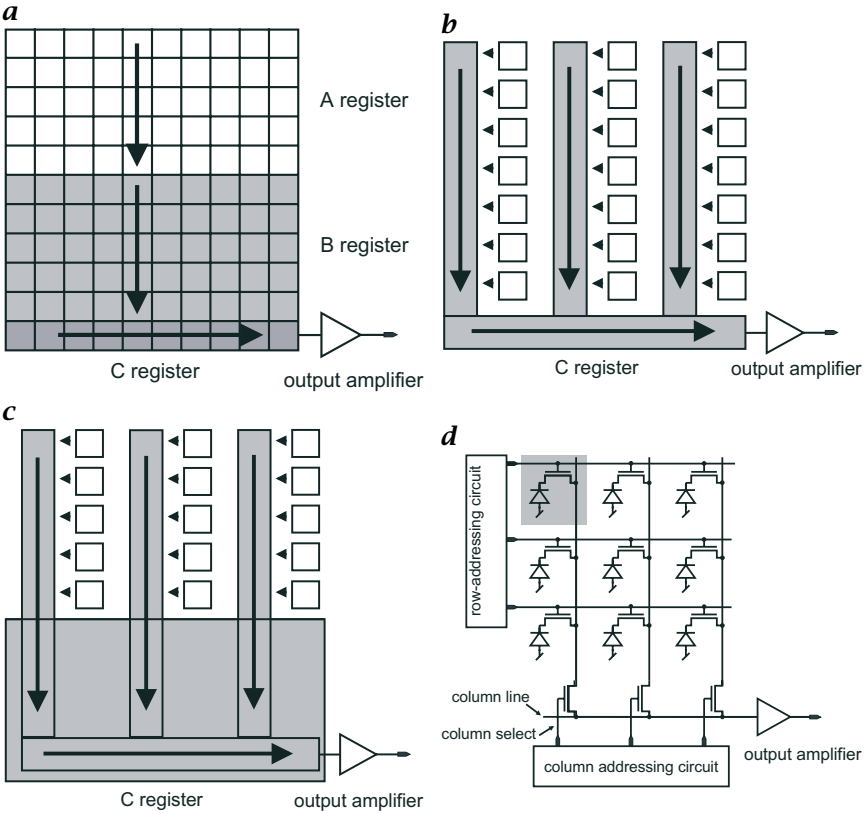 a
A register
B register
C register
output amplifier
b
C register
output amplifier
c
C register
output amplifier
d
row-addressing circuit
column line
column select
output amplifier
column addressing circuit